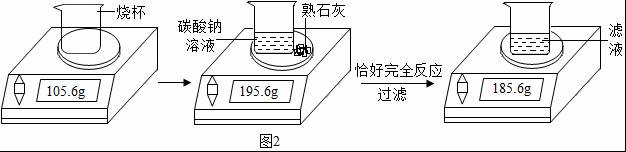 烧杯
105.6g
碳酸钠
溶液
熟石灰
195.6g
恰好完全反应
过滤
滤
液
185.6g
图2